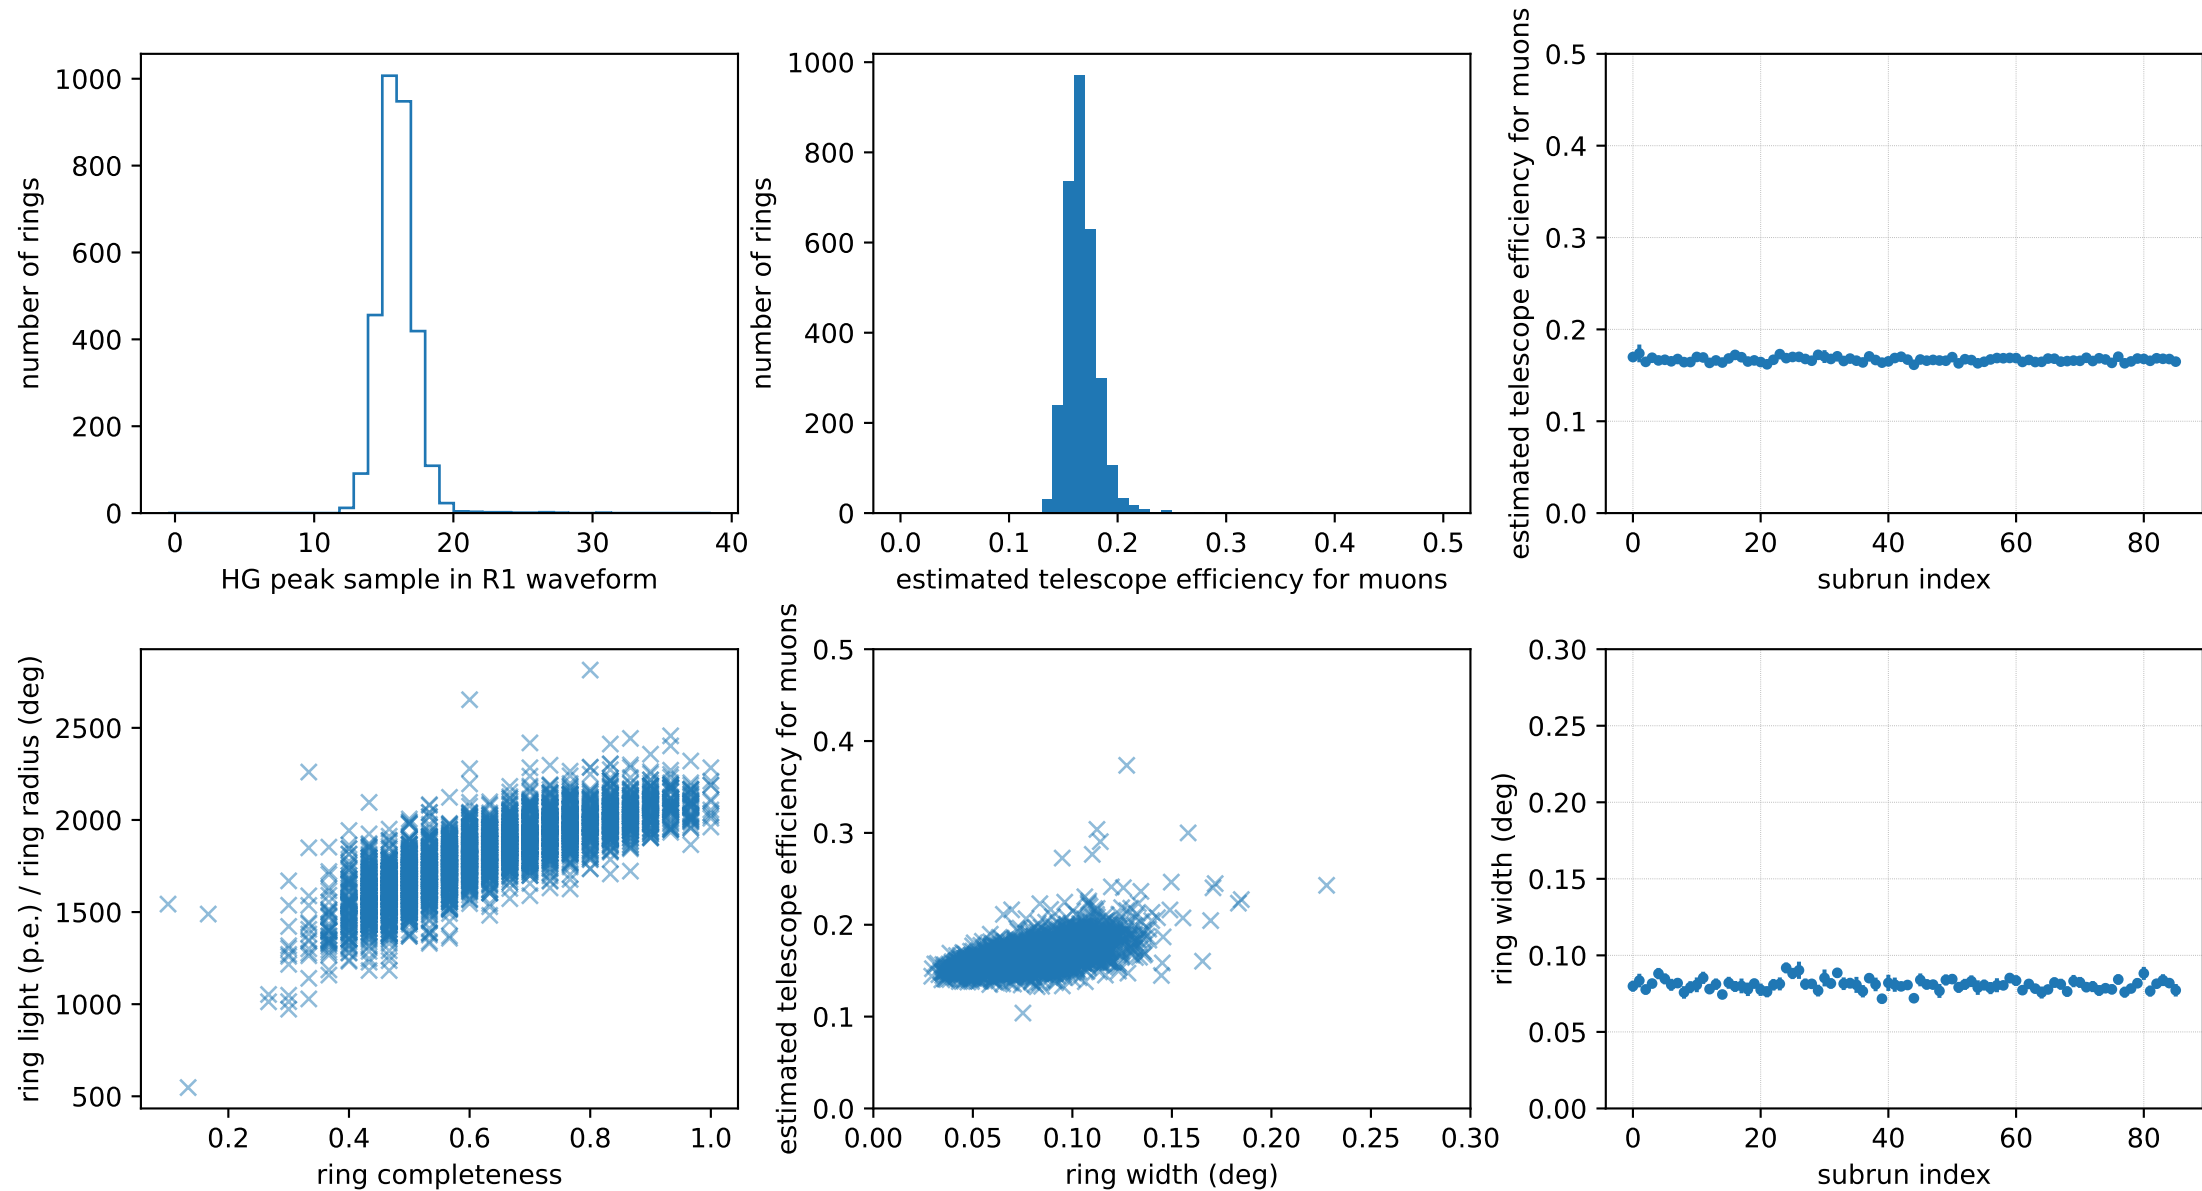 1000
800
600
400
200
0
number of rings
0 10 20 30 40
HG peak sample in R1 waveform
1000
800
600
400
200
0
number of rings
0.0 0.1 0.2 0.3 0.4 0.5
estimated telescope efficiency for muons
0.5
0.4
0.3
0.2
0.1
0.0
estimated telescope efficiency for muons
0 20 40 60 80
subrun index
2500
2000
1500
1000
500
ring light (p.e.) / ring radius (deg)
0.2 0.4 0.6 0.8 1.0
ring completeness
0.5
0.4
0.3
0.2
0.1
0.0
estimated telescope efficiency for muons
0.00 0.05 0.10 0.15 0.20 0.25 0.30
ring width (deg)
0.30
0.25
0.20
0.15
0.10
0.05
0.00
ring width (deg)
0 20 40 60 80
subrun index